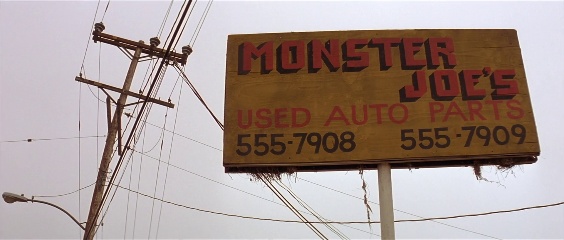 MONSTER
JOE'S
USED AUTO PARTS
555-7908 555-7909